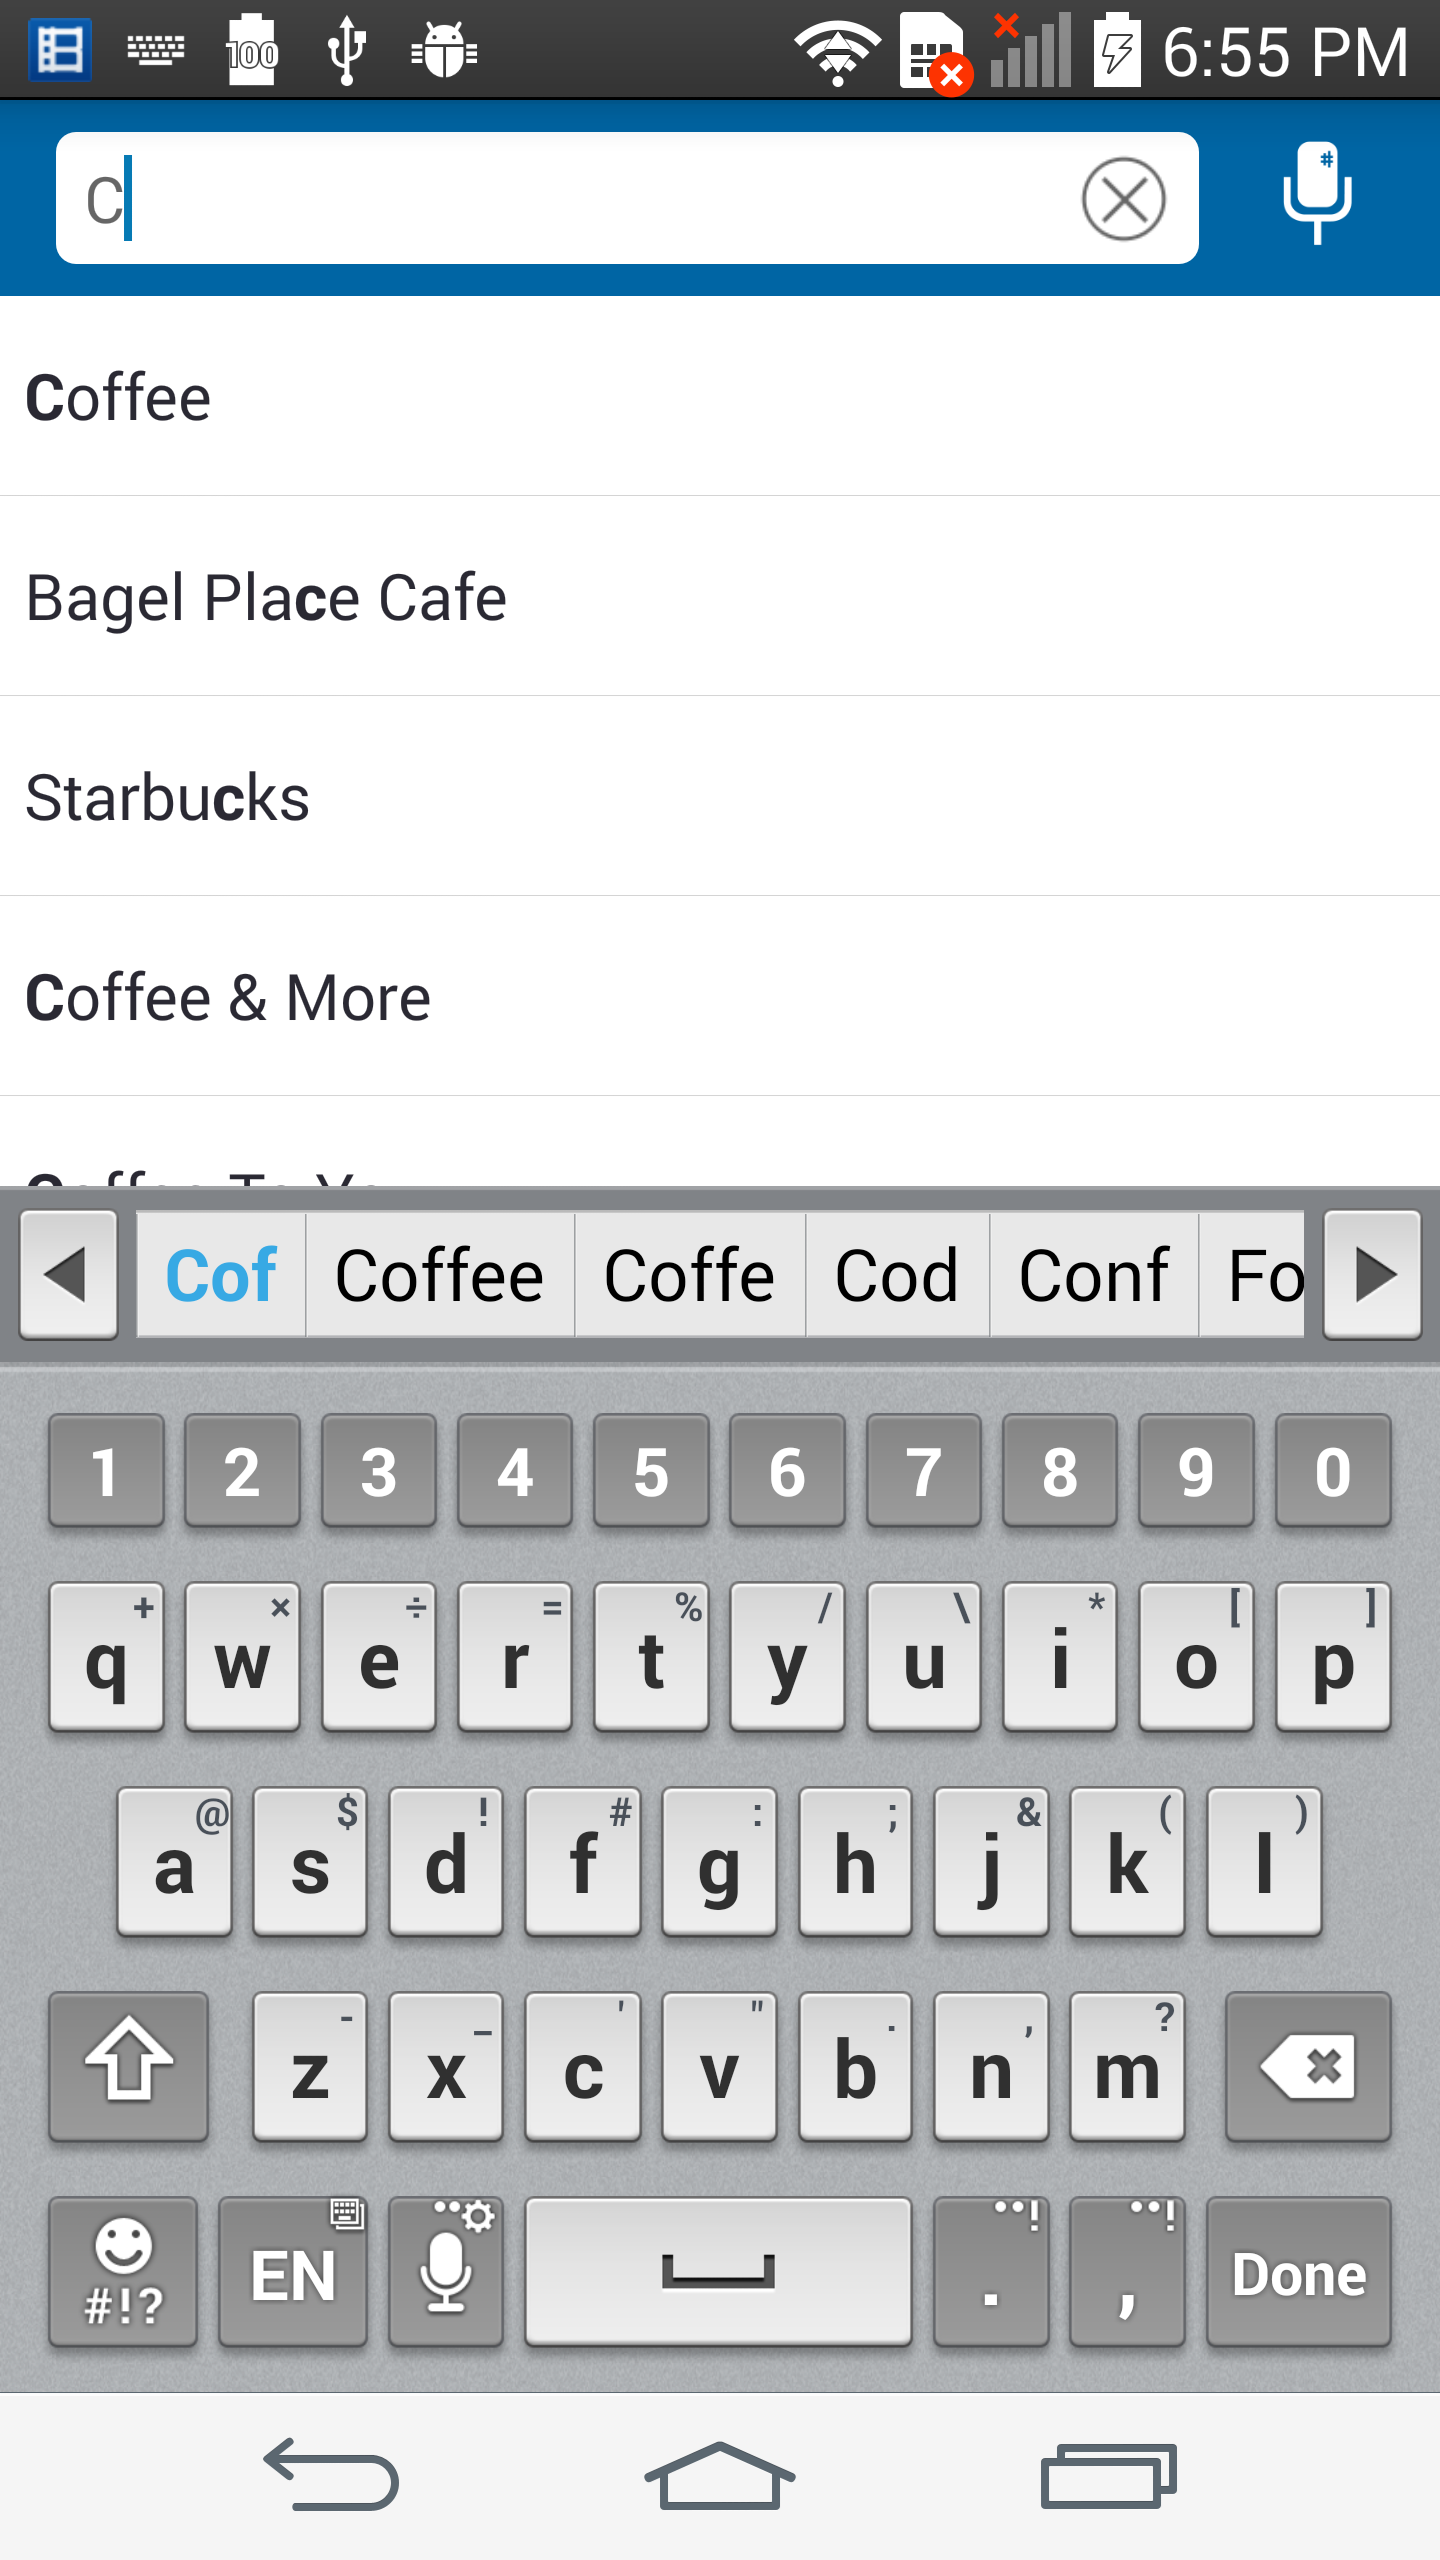 100 6:55 PM
C
Coffee
Bagel Place Cafe
Starbucks
Coffee & More
Cof Coffee Coffe Cod Conf Fo
1 2 3 4 5 6 7 8 9 0
+ × ÷ = % / \ * [ ]
q w e r t y u i o p
@ $ ! # : ; & ( )
a s d f g h j k l
- _ ' " . , ?
z x c v b n m
#!? EN . , Done